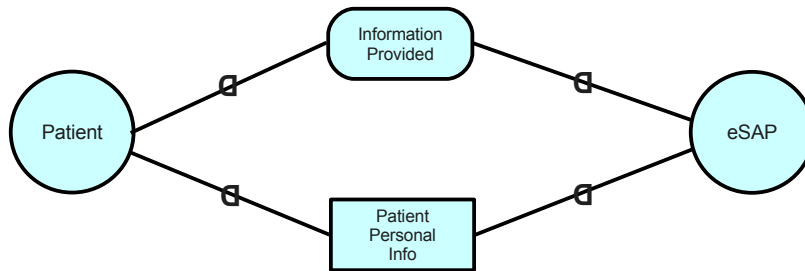 Information
Provided
D
D
Patient
eSAP
D
D
Patient
Personal
Info